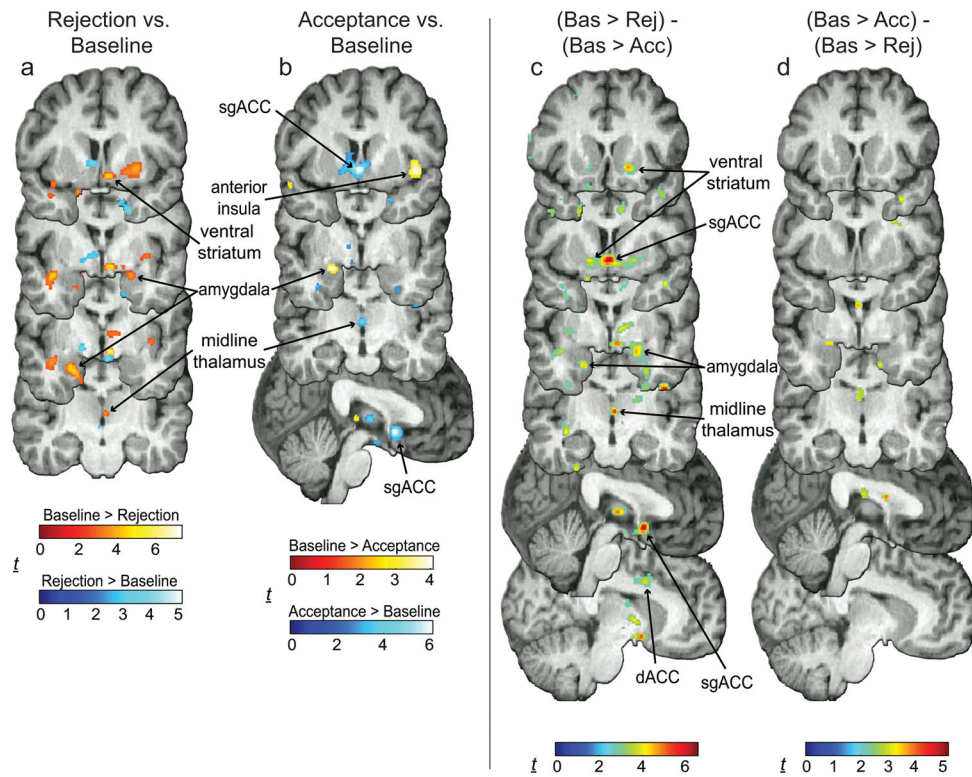 Rejection vs.
Baseline
Acceptance vs.
Baseline
(Bas > Rej) -
(Bas > Acc)
(Bas > Acc) -
(Bas > Rej)
a
b
c
d
sgACC
anterior
insula
ventral
striatum
amygdala
midline
thalamus
sgACC
ventral
striatum
sgACC
amygdala
midline
thalamus
dACC
sgACC
Baseline > Rejection
0 2 4 6
t
Rejection > Baseline
0 1 2 3 4 5
Baseline > Acceptance
0 1 2 3 4
t
Acceptance > Baseline
0 2 4 6
t
0 2 4 6
t
0 1 2 3 4 5